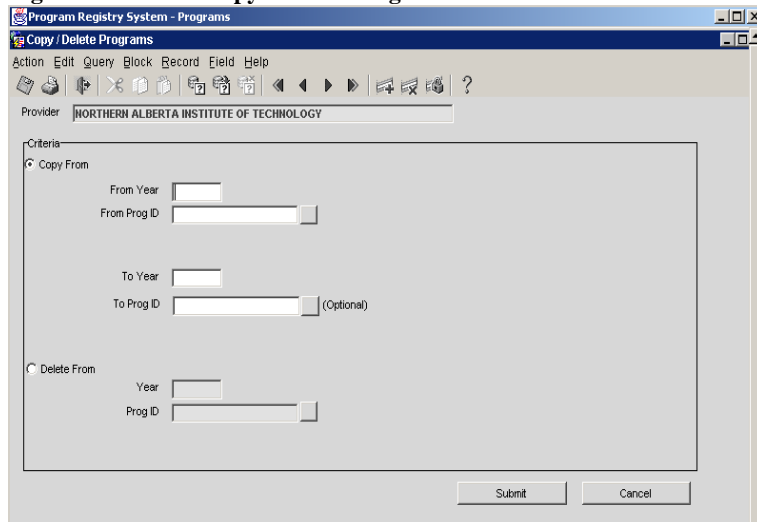 Program Registry System - Programs
Copy / Delete Programs
Action Edit Query Block Record Field Help
?
Provider NORTHERN ALBERTA INSTITUTE OF TECHNOLOGY
Criteria
Copy From
From Year
From Prog ID
To Year
To Prog ID (Optional)
Delete From
Year
Prog ID
Submit Cancel